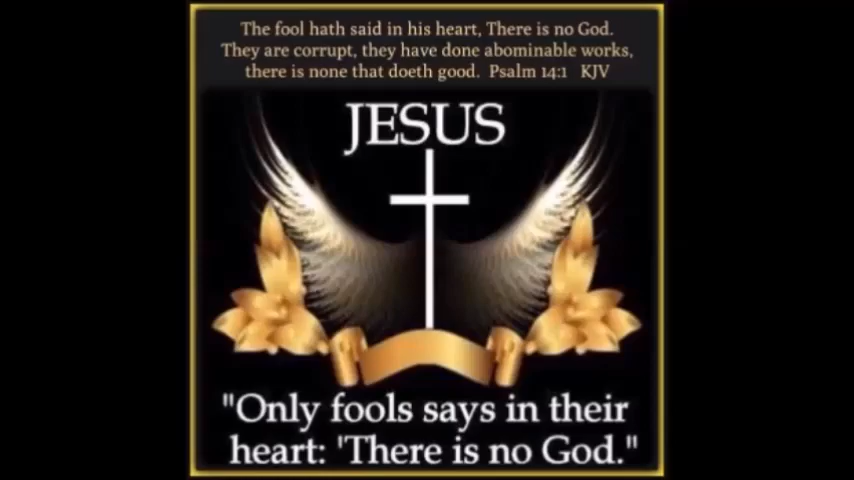 The fool hath said in his heart, There is no God.
They are corrupt, they have done abominable works,
there is none that doeth good. Psalm 14:1 KJV
JESUS
"Only fools says in their
heart: 'There is no God."